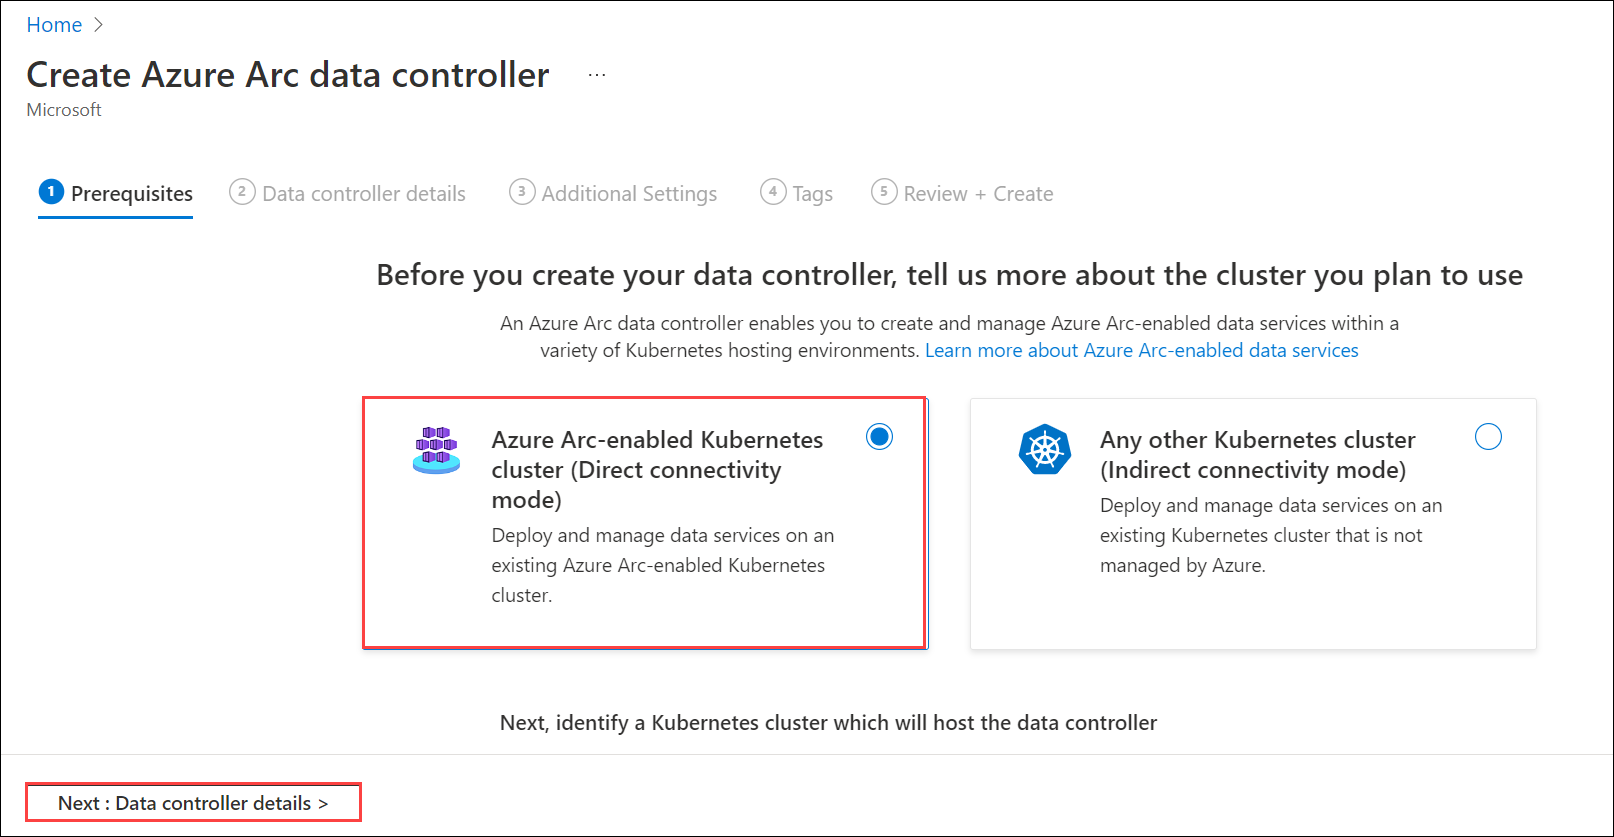 Home >
Create Azure Arc data controller ...
Microsoft
1 Prerequisites 2 Data controller details 3 Additional Settings 4 Tags 5 Review + Create
Before you create your data controller, tell us more about the cluster you plan to use
An Azure Arc data controller enables you to create and manage Azure Arc-enabled data services within a
variety of Kubernetes hosting environments. Learn more about Azure Arc-enabled data services
Azure Arc-enabled Kubernetes
cluster (Direct connectivity
mode)
Deploy and manage data services on an
existing Azure Arc-enabled Kubernetes
cluster.
Any other Kubernetes cluster
(Indirect connectivity mode)
Deploy and manage data services on an
existing Kubernetes cluster that is not
managed by Azure.
Next, identify a Kubernetes cluster which will host the data controller
Next : Data controller details >